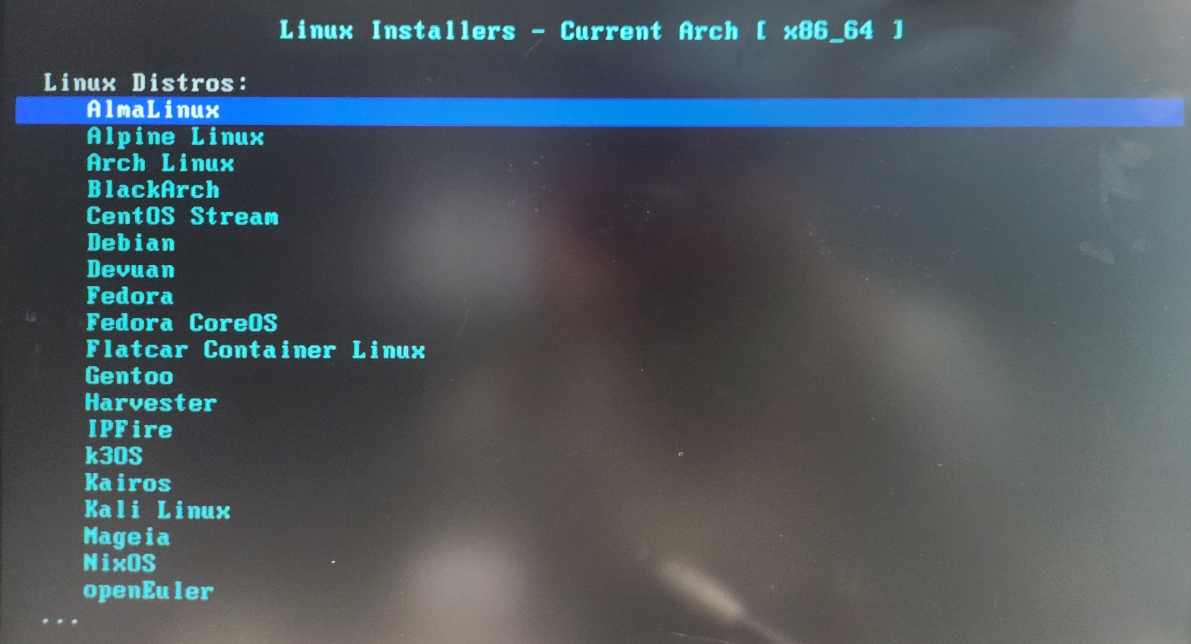 Linux Installers - Current Arch [ x86_64 ]
Linux Distros:
AlmaLinux
Alpine Linux
Arch Linux
BlackArch
CentOS Stream
Debian
Devuan
Fedora
Fedora CoreOS
Flatcar Container Linux
Gentoo
Harvester
IPFire
k3OS
Kairos
Kali Linux
Mageia
NixOS
openEuler
...